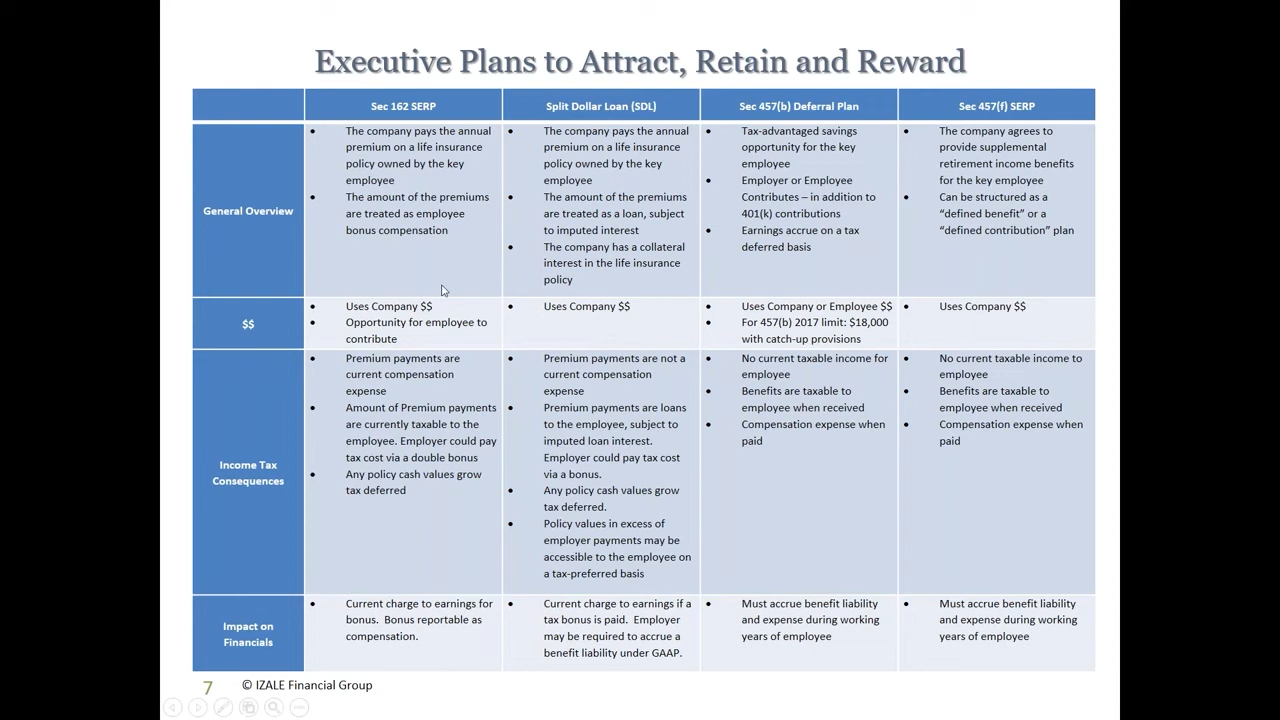 Executive Plans to Attract, Retain and Reward
Sec 162 SERP
Split Dollar Loan (SDL)
Sec 457(b) Deferral Plan
Sec 457(f) SERP
General Overview
• The company pays the annual
premium on a life insurance
policy owned by the key
employee
• The amount of the premiums
are treated as employee
bonus compensation
• The company pays the annual
premium on a life insurance
policy owned by the key
employee
• The amount of the premiums
are treated as a loan, subject
to imputed interest
• The company has a collateral
interest in the life insurance
policy
• Tax-advantaged savings
opportunity for the key
employee
• Employer or Employee
Contributes – in addition to
401(k) contributions
• Earnings accrue on a tax
deferred basis
• The company agrees to
provide supplemental
retirement income benefits
for the key employee
• Can be structured as a
“defined benefit” or a
“defined contribution” plan
$$
• Uses Company $$
• Opportunity for employee to
contribute
• Uses Company $$
• Uses Company or Employee $$
• For 457(b) 2017 limit: $18,000
with catch-up provisions
• Uses Company $$
Income Tax
Consequences
• Premium payments are
current compensation
expense
• Amount of Premium payments
are currently taxable to the
employee. Employer could pay
tax cost via a double bonus
• Any policy cash values grow
tax deferred
• Premium payments are not a
current compensation
expense
• Premium payments are loans
to the employee, subject to
imputed loan interest.
Employer could pay tax cost
via a bonus.
• Any policy cash values grow
tax deferred.
• Policy values in excess of
employer payments may be
accessible to the employee on
a tax-preferred basis
• No current taxable income for
employee
• Benefits are taxable to
employee when received
• Compensation expense when
paid
• No current taxable income to
employee
• Benefits are taxable to
employee when received
• Compensation expense when
paid
Impact on
Financials
• Current charge to earnings for
bonus. Bonus reportable as
compensation.
• Current charge to earnings if a
tax bonus is paid. Employer
may be required to accrue a
benefit liability under GAAP.
• Must accrue benefit liability
and expense during working
years of employee
• Must accrue benefit liability
and expense during working
years of employee
7
© IZALE Financial Group